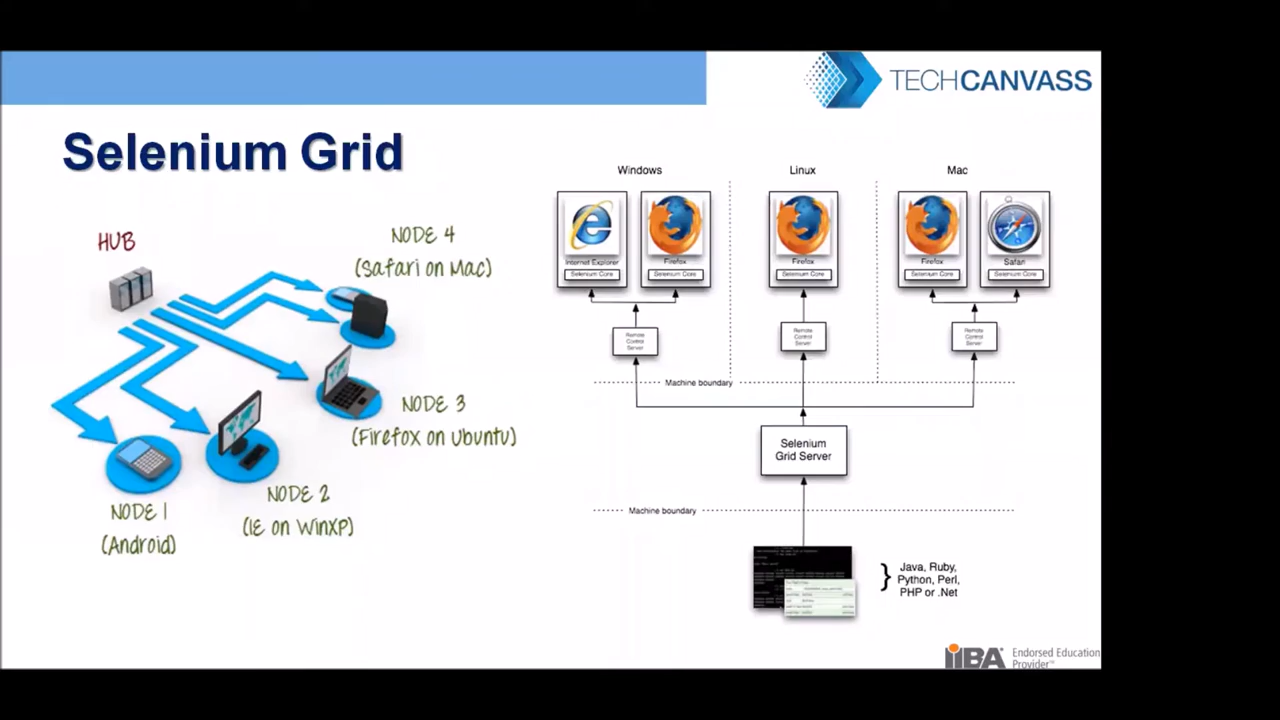 TECHCANVASS
Selenium Grid
HUB
NODE 4
(Safari on Mac)
NODE 3
(Firefox on Ubuntu)
NODE 2
(IE on WinXP)
NODE 1
(Android)
Windows
Linux
Mac
Internet Explorer
Selenium Core
Firefox
Selenium Core
Firefox
Selenium Core
Firefox
Selenium Core
Safari
Selenium Core
Remote
Control
Server
Remote
Control
Server
Remote
Control
Server
Machine boundary
Selenium
Grid Server
Machine boundary
Java, Ruby,
Python, Perl,
PHP or .Net
IIBA
Endorsed Education
Provider™